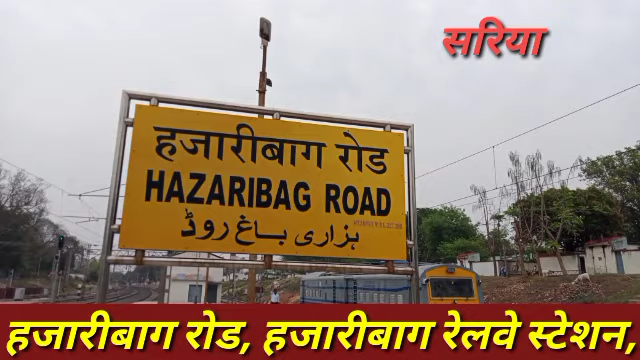 सरिया
हजारीबाग रोड
HAZARIBAG ROAD
ہزاری باغ روڈ
हजारीबाग रोड, हजारीबाग रेलवे स्टेशन,